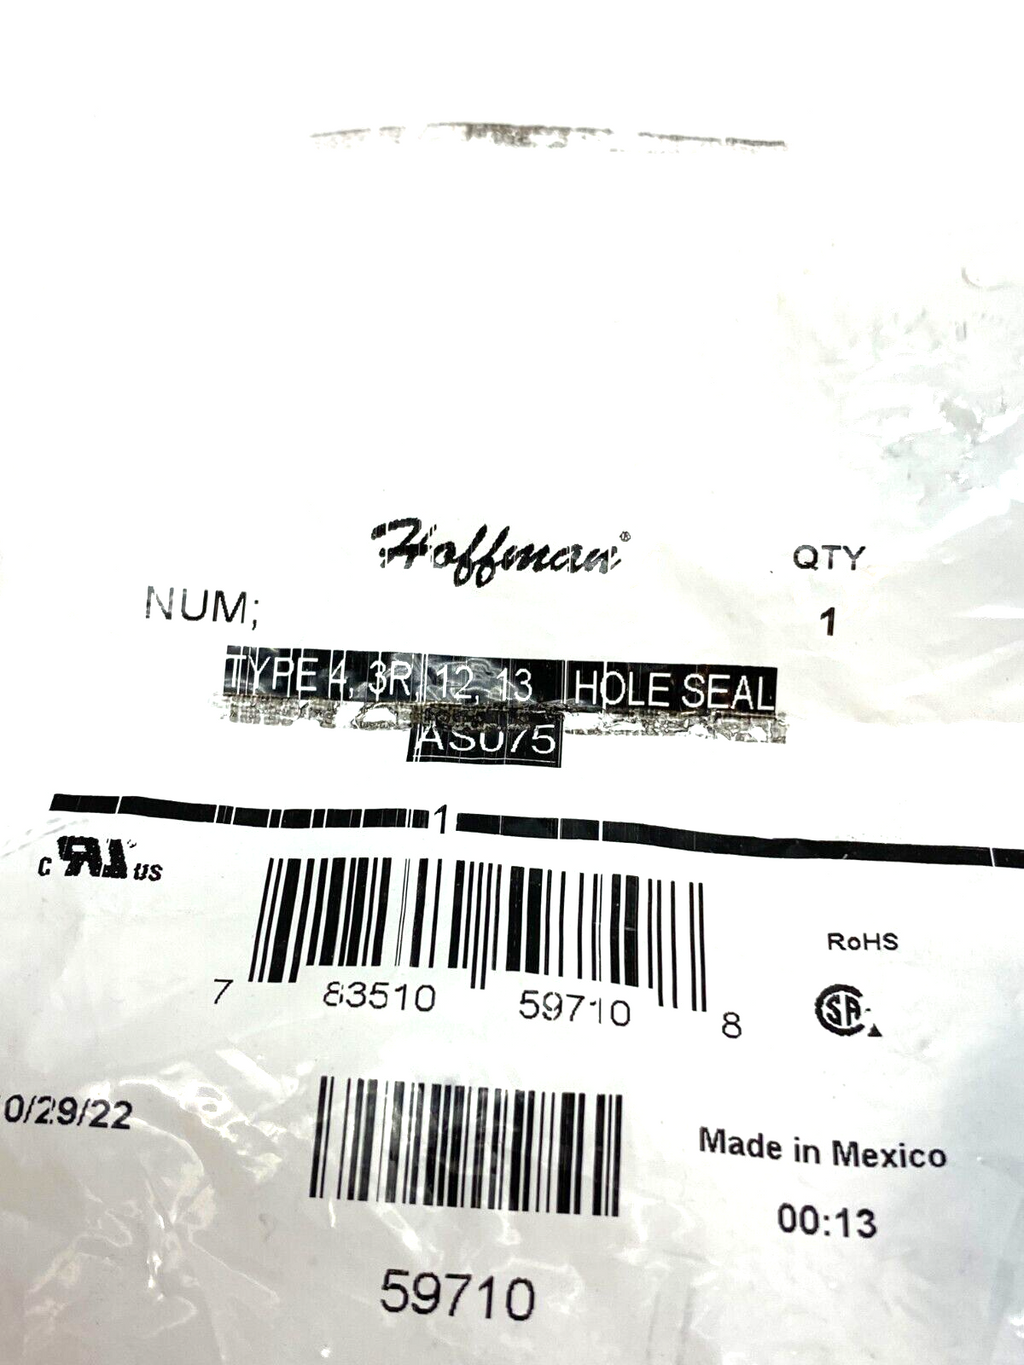 Hoffman®
QTY
NUM;
1
TYPE 4, 3R, 12, 13 HOLE SEAL
AS075
1
c US
7 83510 59710 8
RoHS
0/29/22
Made in Mexico
00:13
59710